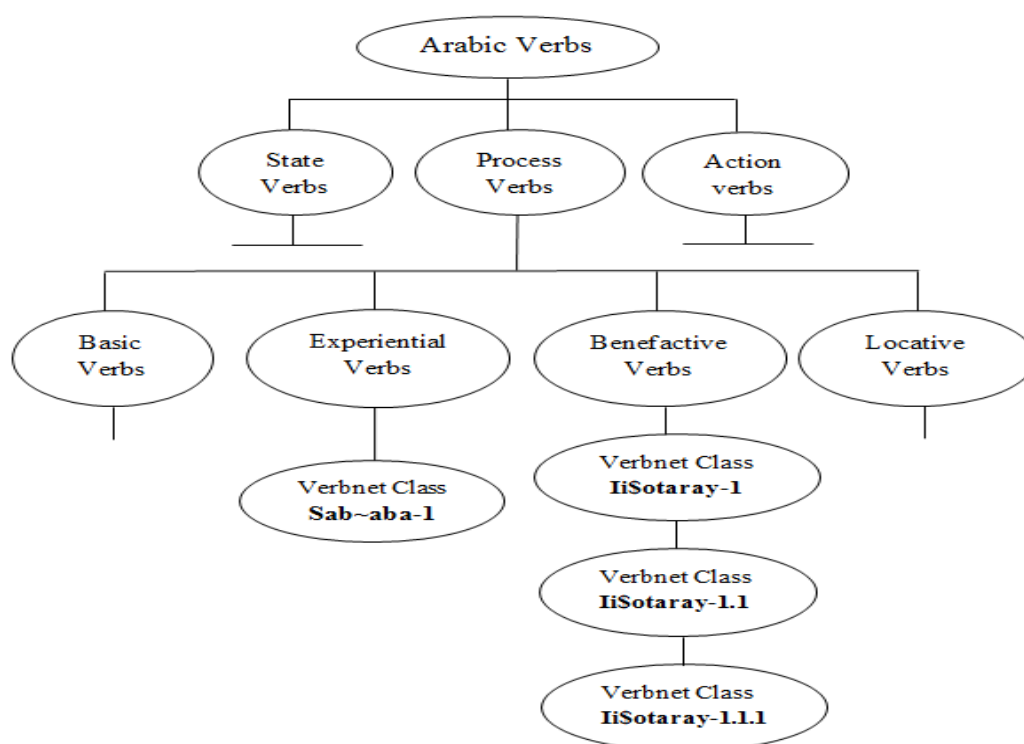 Arabic Verbs
State
Verbs
Process
Verbs
Action
verbs
Basic
Verbs
Experiential
Verbs
Benefactive
Verbs
Locative
Verbs
Verbnet Class
Sab~aba-1
Verbnet Class
IiSotaray-1
Verbnet Class
IiSotaray-1.1
Verbnet Class
IiSotaray-1.1.1